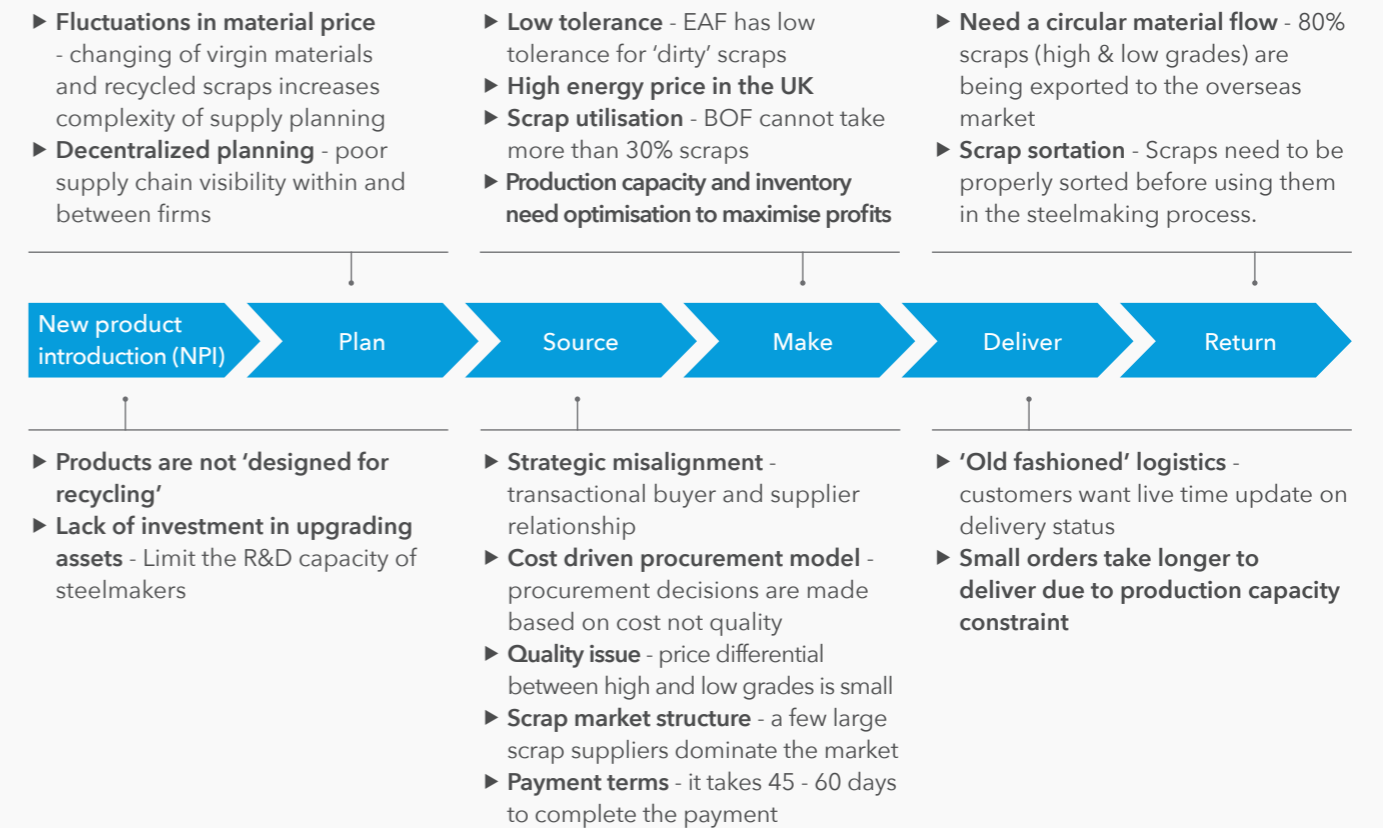 ▶ Fluctuations in material price
- changing of virgin materials
and recycled scraps increases
complexity of supply planning
▶ Decentralized planning - poor
supply chain visibility within and
between firms
▶ Low tolerance - EAF has low
tolerance for ‘dirty’ scraps
▶ High energy price in the UK
▶ Scrap utilisation - BOF cannot take
more than 30% scraps
▶ Production capacity and inventory
need optimisation to maximise profits
▶ Need a circular material flow - 80%
scraps (high & low grades) are
being exported to the overseas
market
▶ Scrap sortation - Scraps need to be
properly sorted before using them
in the steelmaking process.
New product
introduction (NPI)
Plan
Source
Make
Deliver
Return
▶ Products are not ‘designed for
recycling’
▶ Lack of investment in upgrading
assets - Limit the R&D capacity of
steelmakers
▶ Strategic misalignment -
transactional buyer and supplier
relationship
▶ Cost driven procurement model -
procurement decisions are made
based on cost not quality
▶ Quality issue - price differential
between high and low grades is small
▶ Scrap market structure - a few large
scrap suppliers dominate the market
▶ Payment terms - it takes 45 - 60 days
to complete the payment
▶ ‘Old fashioned’ logistics -
customers want live time update on
delivery status
▶ Small orders take longer to
deliver due to production capacity
constraint